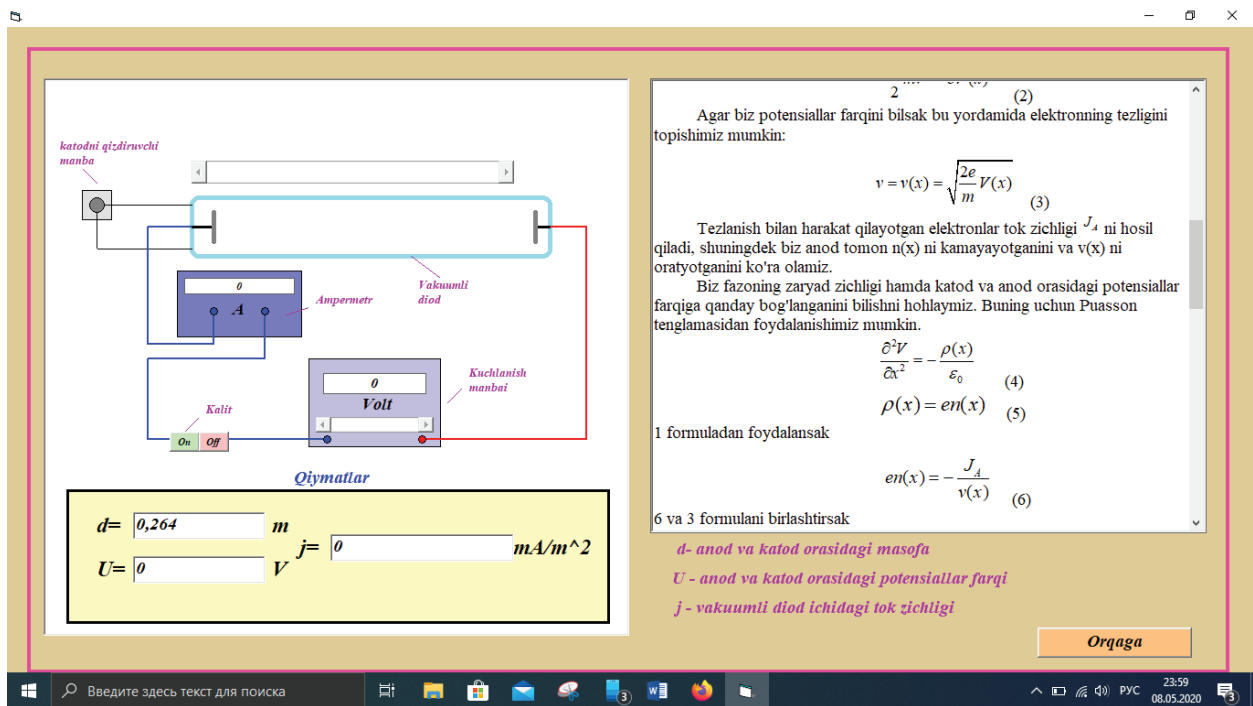 katodni qizdiruvchi
manba
0
A
Ampermetr
Vakuumli
diod
0
Volt
Kuchlanish
manbai
Kalit
On Off
Qiymatlar
d= 0,264 m
U= 0 V
j= 0 mA/m^2
2 (2)
Agar biz potensiallar farqini bilsak bu yordamida elektronning tezligini
topishimiz mumkin:
v = v(x) = √(2e/m V(x)) (3)
Tezlanish bilan harakat qilayotgan elektronlar tok zichligi J_A ni hosil
qiladi, shuningdek biz anod tomon n(x) ni kamayayotganini va v(x) ni
oratyotganini ko'ra olamiz.
Biz fazoning zaryad zichligi hamda katod va anod orasidagi potensiallar
farqiga qanday bog'langanini bilishni hohlaymiz. Buning uchun Puasson
tenglamasidan foydalanishimiz mumkin.
∂²V/∂x² = − ρ(x)/ε₀ (4)
ρ(x) = en(x) (5)
1 formuladan foydalansak
en(x) = − J_A/v(x) (6)
6 va 3 formulani birlashtirsak
d- anod va katod orasidagi masofa
U - anod va katod orasidagi potensiallar farqi
j - vakuumli diod ichidagi tok zichligi
Orqaga
Введите здесь текст для поиска
3
РУС
23:59
08.05.2020
3